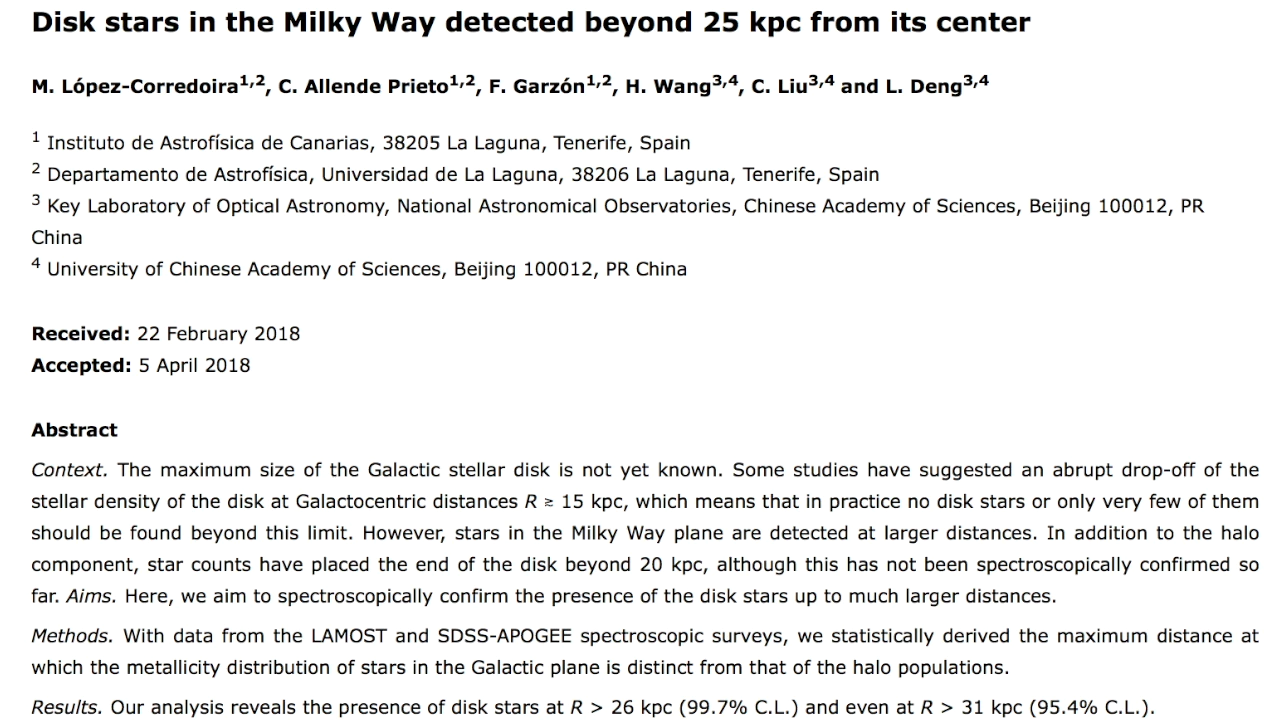 Disk stars in the Milky Way detected beyond 25 kpc from its center
M. López-Corredoira1,2, C. Allende Prieto1,2, F. Garzón1,2, H. Wang3,4, C. Liu3,4 and L. Deng3,4
1 Instituto de Astrofísica de Canarias, 38205 La Laguna, Tenerife, Spain
2 Departamento de Astrofísica, Universidad de La Laguna, 38206 La Laguna, Tenerife, Spain
3 Key Laboratory of Optical Astronomy, National Astronomical Observatories, Chinese Academy of Sciences, Beijing 100012, PR
China
4 University of Chinese Academy of Sciences, Beijing 100012, PR China
Received: 22 February 2018
Accepted: 5 April 2018
Abstract
Context. The maximum size of the Galactic stellar disk is not yet known. Some studies have suggested an abrupt drop-off of the
stellar density of the disk at Galactocentric distances R ≳ 15 kpc, which means that in practice no disk stars or only very few of them
should be found beyond this limit. However, stars in the Milky Way plane are detected at larger distances. In addition to the halo
component, star counts have placed the end of the disk beyond 20 kpc, although this has not been spectroscopically confirmed so
far. Aims. Here, we aim to spectroscopically confirm the presence of the disk stars up to much larger distances.
Methods. With data from the LAMOST and SDSS-APOGEE spectroscopic surveys, we statistically derived the maximum distance at
which the metallicity distribution of stars in the Galactic plane is distinct from that of the halo populations.
Results. Our analysis reveals the presence of disk stars at R > 26 kpc (99.7% C.L.) and even at R > 31 kpc (95.4% C.L.).